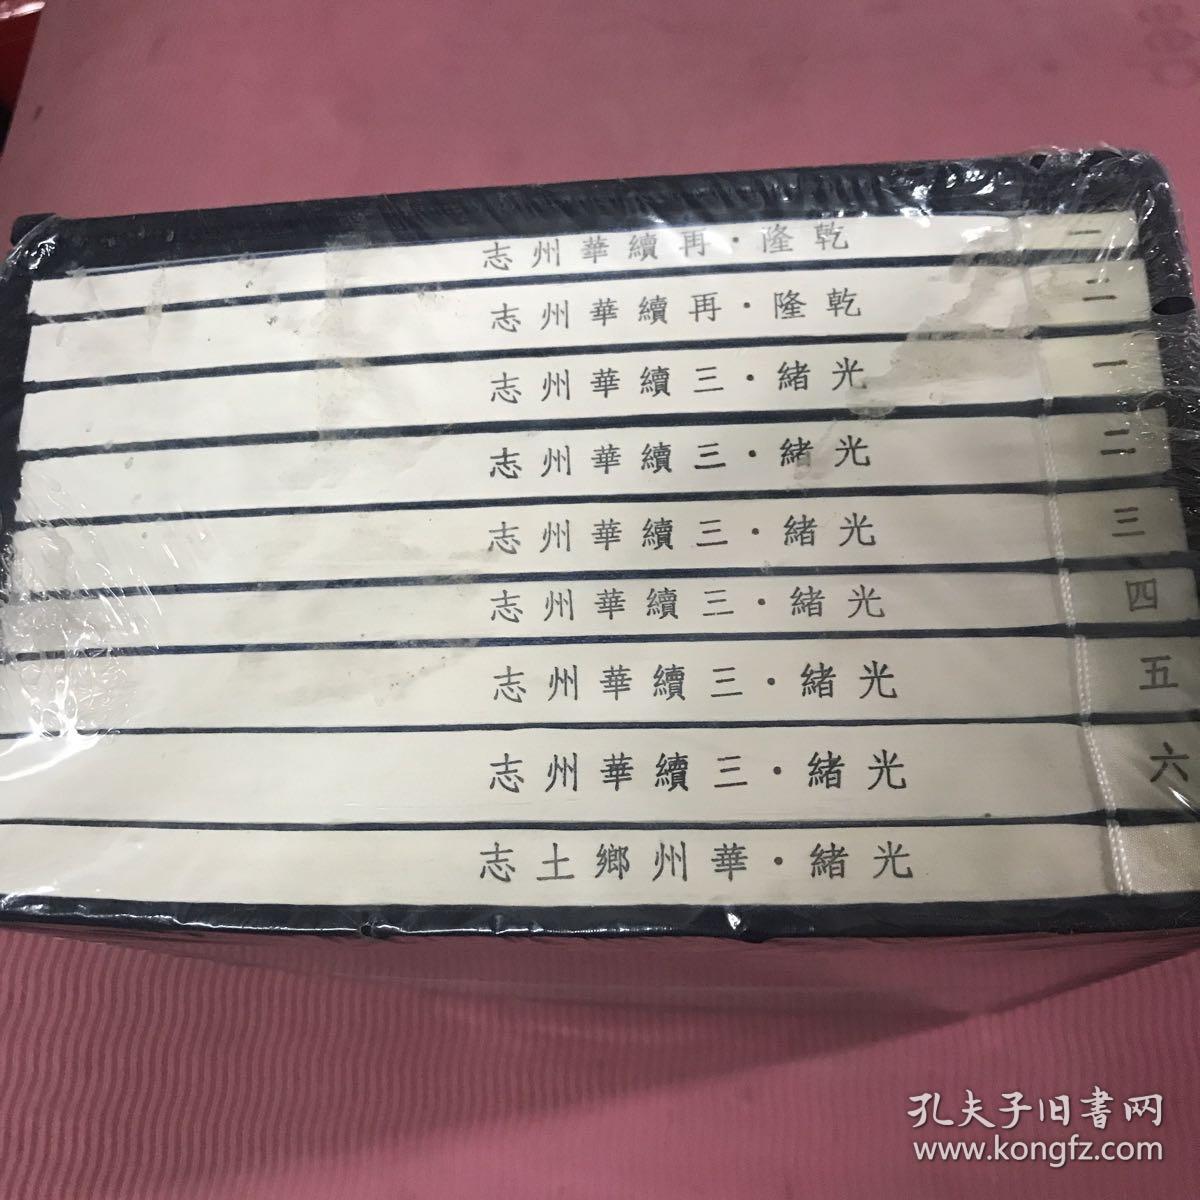 一 乾隆·再續華州志
二 乾隆·再續華州志
一 光緒·三續華州志
二 光緒·三續華州志
三 光緒·三續華州志
四 光緒·三續華州志
五 光緒·三續華州志
六 光緒·三續華州志
光緒·華州鄉土志
孔夫子旧書网
www.kongfz.com